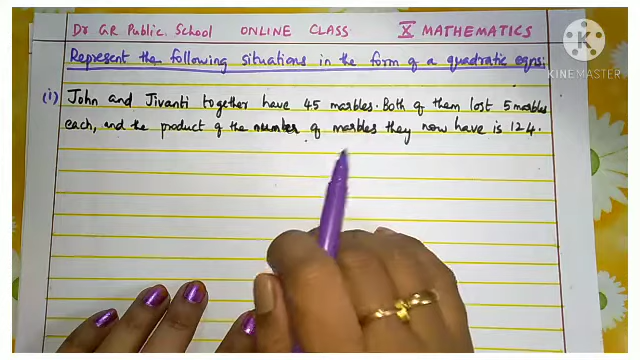 Dr G.R Public School ONLINE CLASS X MATHEMATICS
Represent the following situations in the form of a quadratic eqns:
(i) John and Jivanti together have 45 marbles. Both of them lost 5 marbles
each, and the product of the number of marbles they now have is 124.
KINEMASTER